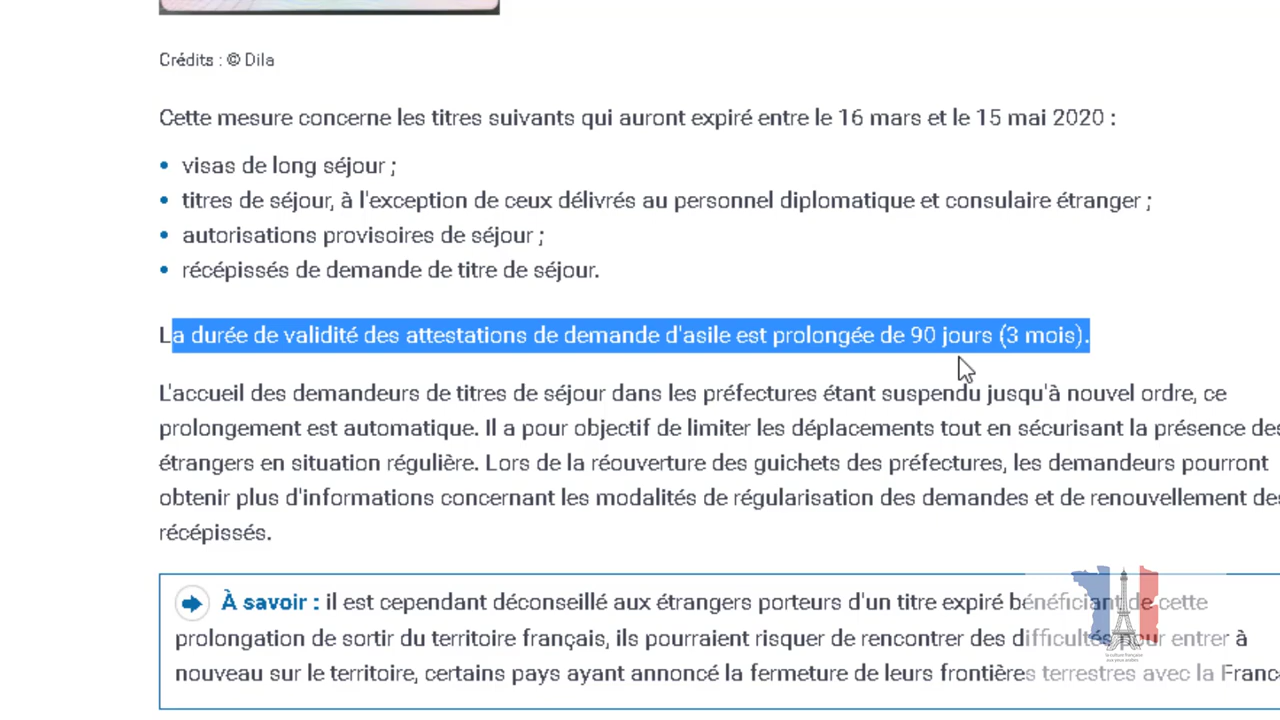 Crédits : © Dila
Cette mesure concerne les titres suivants qui auront expiré entre le 16 mars et le 15 mai 2020 :
• visas de long séjour ;
• titres de séjour, à l'exception de ceux délivrés au personnel diplomatique et consulaire étranger ;
• autorisations provisoires de séjour ;
• récépissés de demande de titre de séjour.
La durée de validité des attestations de demande d'asile est prolongée de 90 jours (3 mois).
L'accueil des demandeurs de titres de séjour dans les préfectures étant suspendu jusqu'à nouvel ordre, ce
prolongement est automatique. Il a pour objectif de limiter les déplacements tout en sécurisant la présence des
étrangers en situation régulière. Lors de la réouverture des guichets des préfectures, les demandeurs pourront
obtenir plus d'informations concernant les modalités de régularisation des demandes et de renouvellement des
récépissés.
À savoir : il est cependant déconseillé aux étrangers porteurs d'un titre expiré bénéficiant de cette
prolongation de sortir du territoire français, ils pourraient risquer de rencontrer des difficultés pour entrer à
nouveau sur le territoire, certains pays ayant annoncé la fermeture de leurs frontières terrestres avec la Franc
la culture française
aux yeux arabes